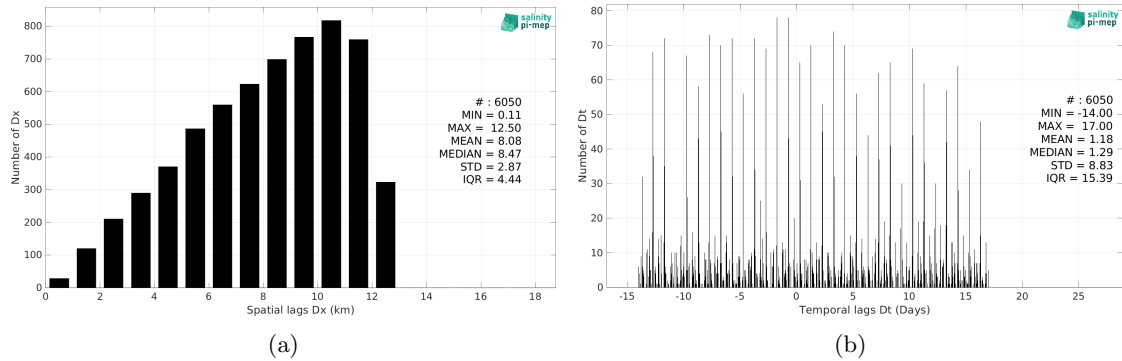 800
700
600
500
400
300
200
100
0
Number of Dx
0 2 4 6 8 10 12 14 16 18
Spatial lags Dx (km)
salinity
pi-mep
# : 6050
MIN = 0.11
MAX = 12.50
MEAN = 8.08
MEDIAN = 8.47
STD = 2.87
IQR = 4.44
(a)
80
70
60
50
40
30
20
10
0
Number of Dt
-15 -10 -5 0 5 10 15 20 25
Temporal lags Dt (Days)
salinity
pi-mep
# : 6050
MIN = -14.00
MAX = 17.00
MEAN = 1.18
MEDIAN = 1.29
STD = 8.83
IQR = 15.39
(b)